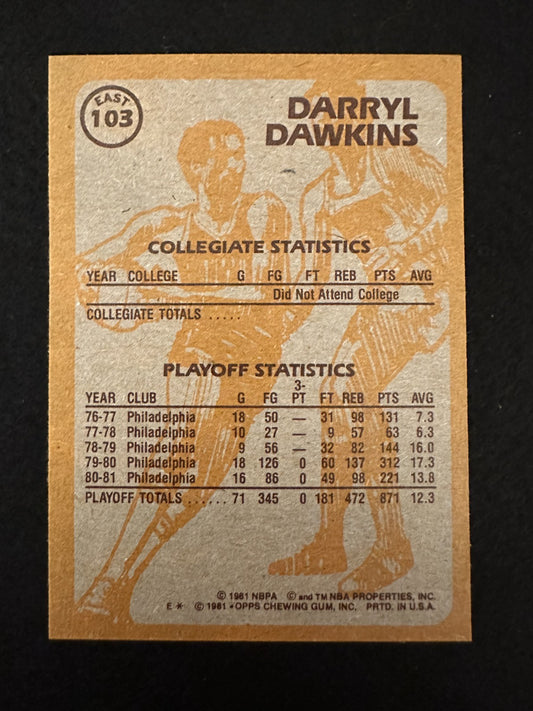 EAST
103
DARRYL
DAWKINS
COLLEGIATE STATISTICS
YEAR COLLEGE G FG FT REB PTS AVG
Did Not Attend College
COLLEGIATE TOTALS .....
PLAYOFF STATISTICS
YEAR CLUB G FG 3-PT FT REB PTS AVG
76-77 Philadelphia 18 50 — 31 98 131 7.3
77-78 Philadelphia 10 27 — 9 57 63 6.3
78-79 Philadelphia 9 56 — 32 82 144 16.0
79-80 Philadelphia 18 126 0 60 137 312 17.3
80-81 Philadelphia 16 86 0 49 98 221 13.8
PLAYOFF TOTALS ...... 71 345 0 181 472 871 12.3
© 1981 NBPA © and TM NBA PROPERTIES, INC.
E * © 1981 TOPPS CHEWING GUM, INC. PRTD. IN U.S.A.